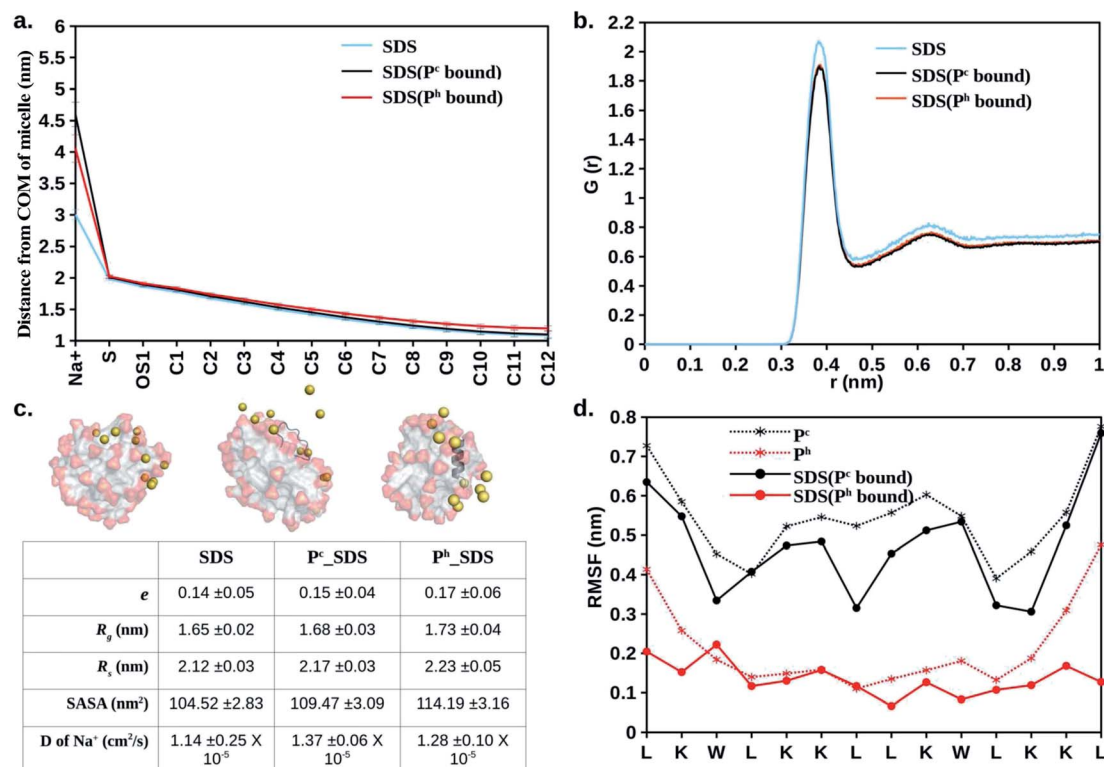 a.
6
5.5
5
4.5
4
3.5
3
2.5
2
1.5
1
Distance from COM of micelle (nm)
SDS
SDS(Pᶜ bound)
SDS(Pʰ bound)
Na+ S OS1 C1 C2 C3 C4 C5 C6 C7 C8 C9 C10 C11 C12
b.
2.2
2
1.8
1.6
1.4
1.2
1
0.8
0.6
0.4
0.2
0
G (r)
SDS
SDS(Pᶜ bound)
SDS(Pʰ bound)
0 0.1 0.2 0.3 0.4 0.5 0.6 0.7 0.8 0.9 1
r (nm)
c.
SDS Pᶜ_SDS Pʰ_SDS
e 0.14 ±0.05 0.15 ±0.04 0.17 ±0.06
R_g (nm) 1.65 ±0.02 1.68 ±0.03 1.73 ±0.04
R_s (nm) 2.12 ±0.03 2.17 ±0.03 2.23 ±0.05
SASA (nm²) 104.52 ±2.83 109.47 ±3.09 114.19 ±3.16
D of Na⁺ (cm²/s) 1.14 ±0.25 X 10⁻⁵ 1.37 ±0.06 X 10⁻⁵ 1.28 ±0.10 X 10⁻⁵
d.
0.8
0.7
0.6
0.5
0.4
0.3
0.2
0.1
0
RMSF (nm)
Pᶜ
Pʰ
SDS(Pᶜ bound)
SDS(Pʰ bound)
L K W L K K L L K W L K K L